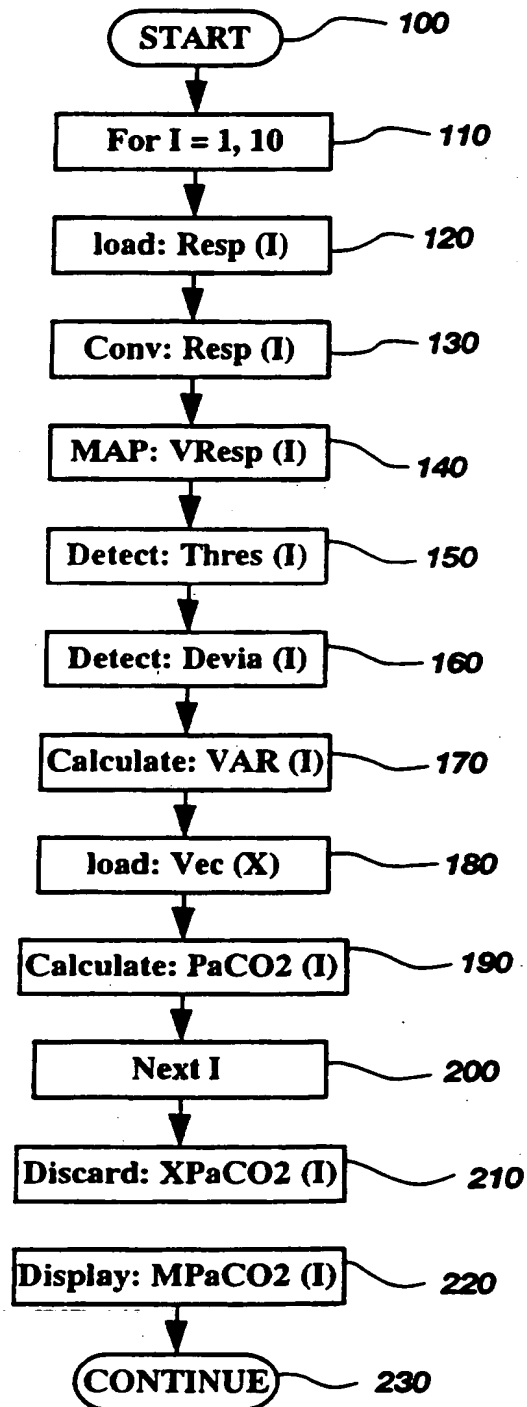 START 100
For I = 1, 10 110
load: Resp (I) 120
Conv: Resp (I) 130
MAP: VResp (I) 140
Detect: Thres (I) 150
Detect: Devia (I) 160
Calculate: VAR (I) 170
load: Vec (X) 180
Calculate: PaCO2 (I) 190
Next I 200
Discard: XPaCO2 (I) 210
Display: MPaCO2 (I) 220
CONTINUE 230